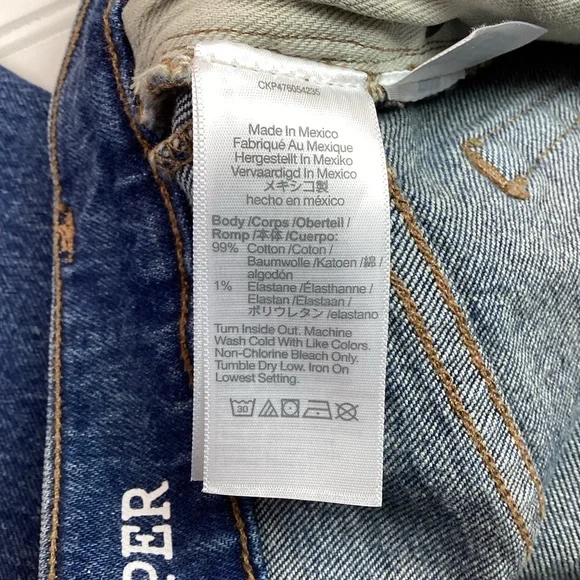 CKP476054235
Made In Mexico
Fabriqué Au Mexique
Hergestellt In Mexiko
Vervaardigd In Mexico
メキシコ製
hecho en méxico
Body /Corps /Oberteil /
Romp /本体 /Cuerpo:
99% Cotton /Coton /
Baumwolle /Katoen /綿 /
algodón
1% Elastane /Élasthanne /
Elastan /Elastaan /
ポリウレタン /elastano
Turn Inside Out. Machine
Wash Cold With Like Colors.
Non-Chlorine Bleach Only.
Tumble Dry Low. Iron On
Lowest Setting.
30
PER